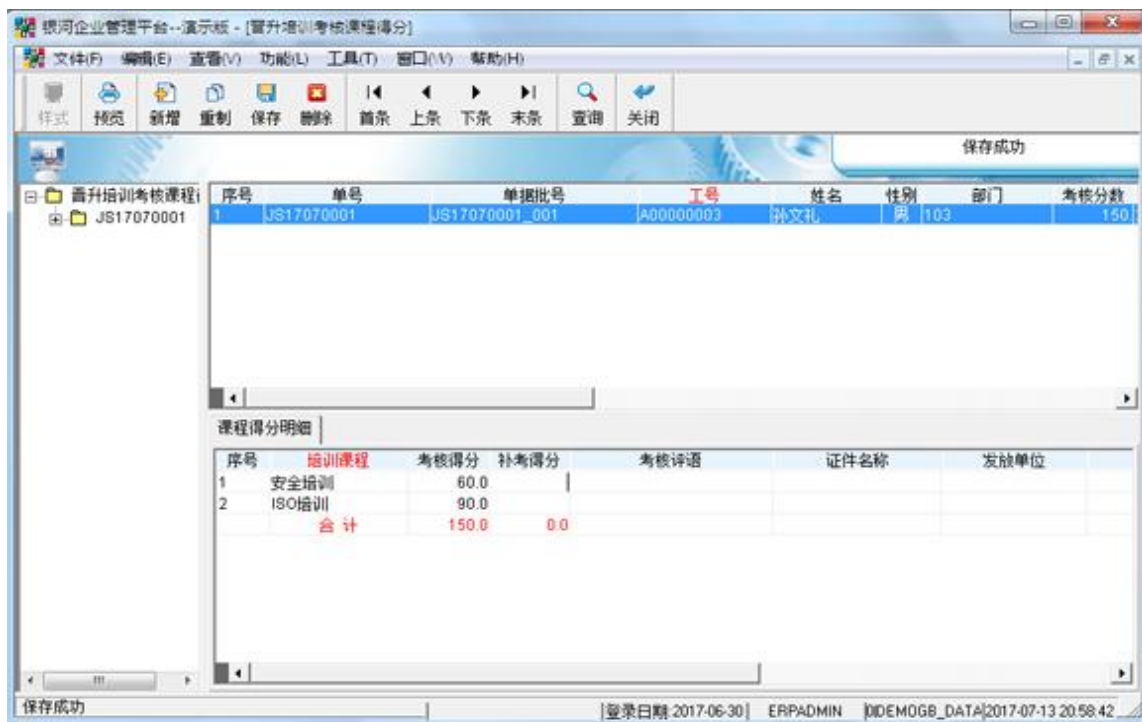 银河企业管理平台--演示版 - [晋升培训考核课程得分]
文件(F) 编辑(E) 查看(V) 功能(L) 工具(T) 窗口(W) 帮助(H)
样式 预览 新增 重制 保存 删除 首条 上条 下条 末条 查询 关闭
保存成功
晋升培训考核课程
JS17070001
序号 单号 单据批号 工号 姓名 性别 部门 考核分数
1 JS17070001 JS17070001_001 A00000003 孙文礼 男 103 150.
课程得分明细
序号 培训课程 考核得分 补考得分 考核评语 证件名称 发放单位
1 安全培训 60.0
2 ISO培训 90.0
合 计 150.0 0.0
保存成功 登录日期:2017-06-30 ERPADMIN DEMOGB_DATA 2017-07-13 20:58:42